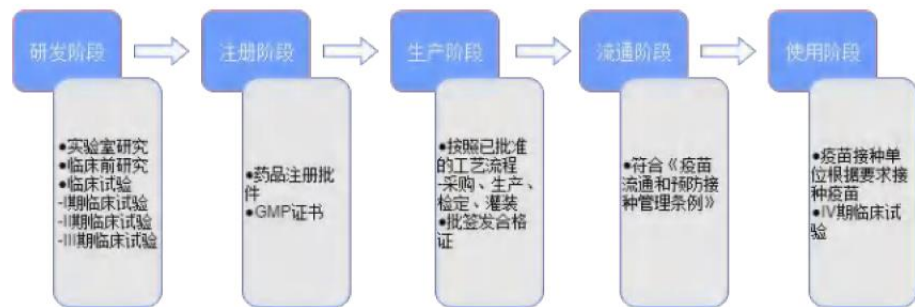 研发阶段
注册阶段
生产阶段
流通阶段
使用阶段
●实验室研究
●临床前研究
●临床试验
-I期临床试验
-II期临床试验
-III期临床试验
●药品注册批
件
●GMP证书
●按照已批准
的工艺流程
-采购、生产、
检定、灌装
●批签发合格
证
●符合《疫苗
流通和预防接
种管理条例》
●疫苗接种单
位根据要求接
种疫苗
●IV期临床试
验